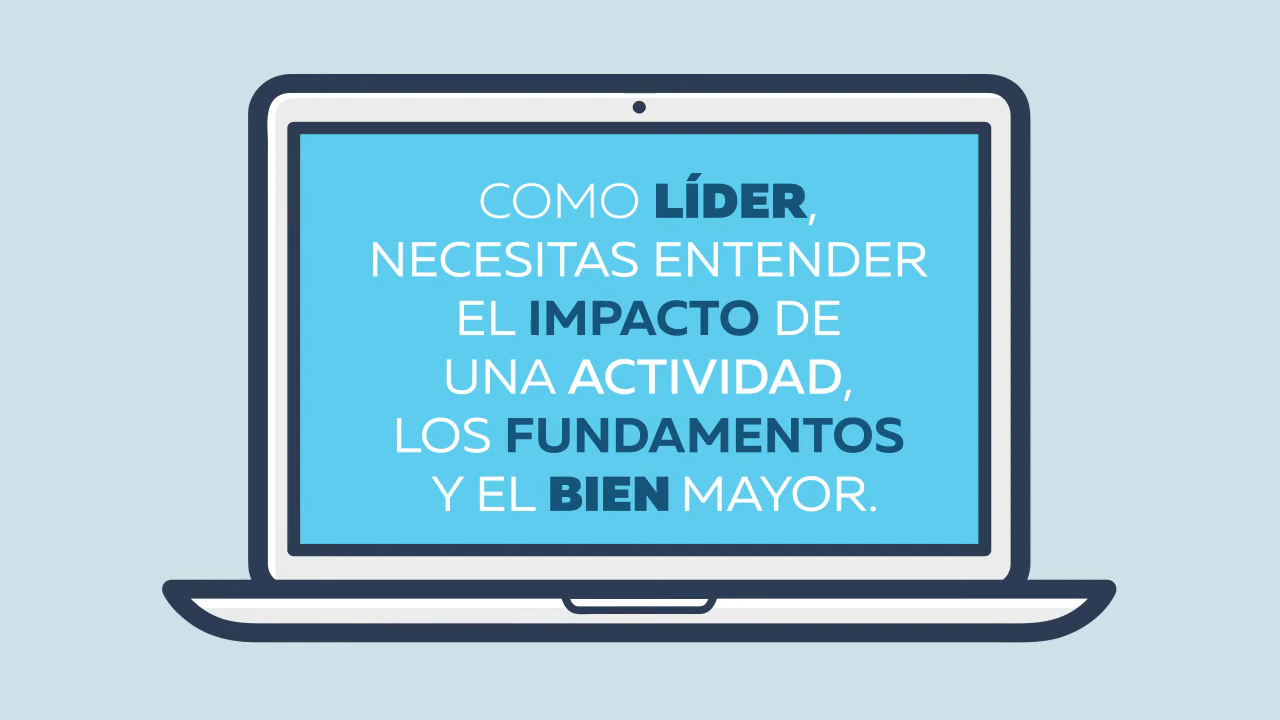 COMO LÍDER,
NECESITAS ENTENDER
EL IMPACTO DE
UNA ACTIVIDAD,
LOS FUNDAMENTOS
Y EL BIEN MAYOR.